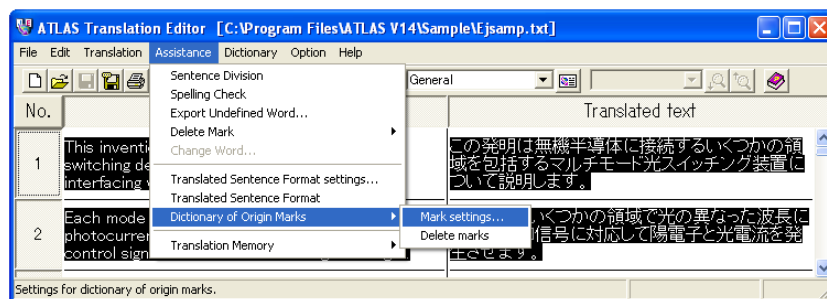 ATLAS Translation Editor [C:\Program Files\ATLAS V14\Sample\Ejsamp.txt]
File Edit Translation Assistance Dictionary Option Help
General
No. Translated text
Sentence Division
Spelling Check
Export Undefined Word...
Delete Mark
Change Word...
Translated Sentence Format settings...
Translated Sentence Format
Dictionary of Origin Marks
Translation Memory
Mark settings...
Delete marks
1
This inventi
switching de
interfacing
この発明は無機半導体に接続するいくつかの領
域を包括するマルチモード光スイッチング装置に
ついて説明します。
2
Each mode
photocurren
control sign
いくつかの領域で光の異なった波長に
信号に対応して陽電子と光電流を発
生させます。
Settings for dictionary of origin marks.